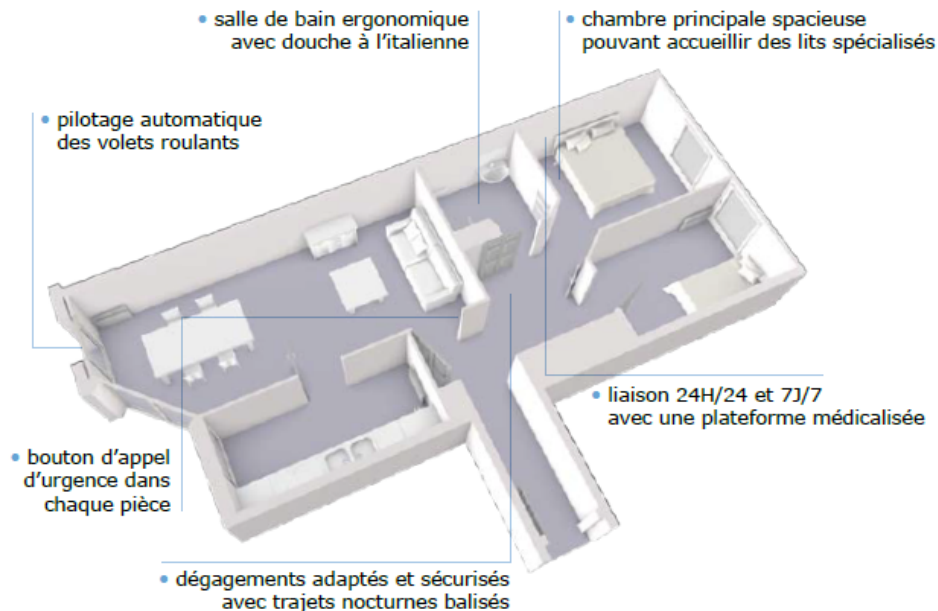 • salle de bain ergonomique
avec douche à l'italienne
• chambre principale spacieuse
pouvant accueillir des lits spécialisés
• pilotage automatique
des volets roulants
• liaison 24H/24 et 7J/7
avec une plateforme médicalisée
• bouton d'appel
d'urgence dans
chaque pièce
• dégagements adaptés et sécurisés
avec trajets nocturnes balisés